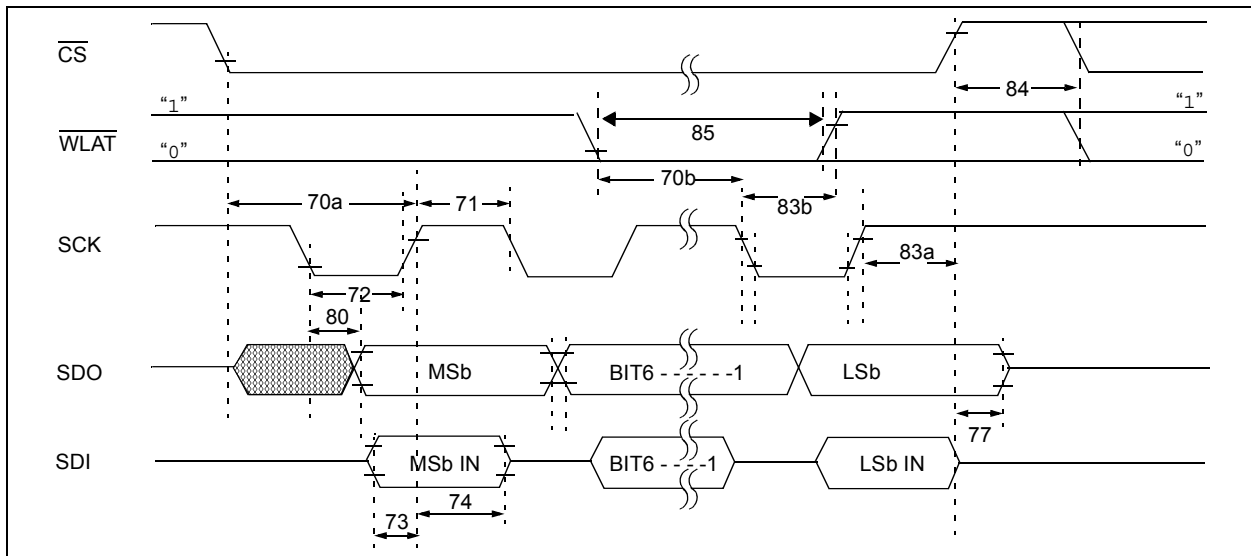 CS
84
"1" "1"
85
WLAT
"0" "0"
70b
70a 71 83b
SCK
83a
72
80
SDO MSb BIT6 - - - - - -1 LSb
77
SDI MSb IN BIT6 - - - - -1 LSb IN
74
73